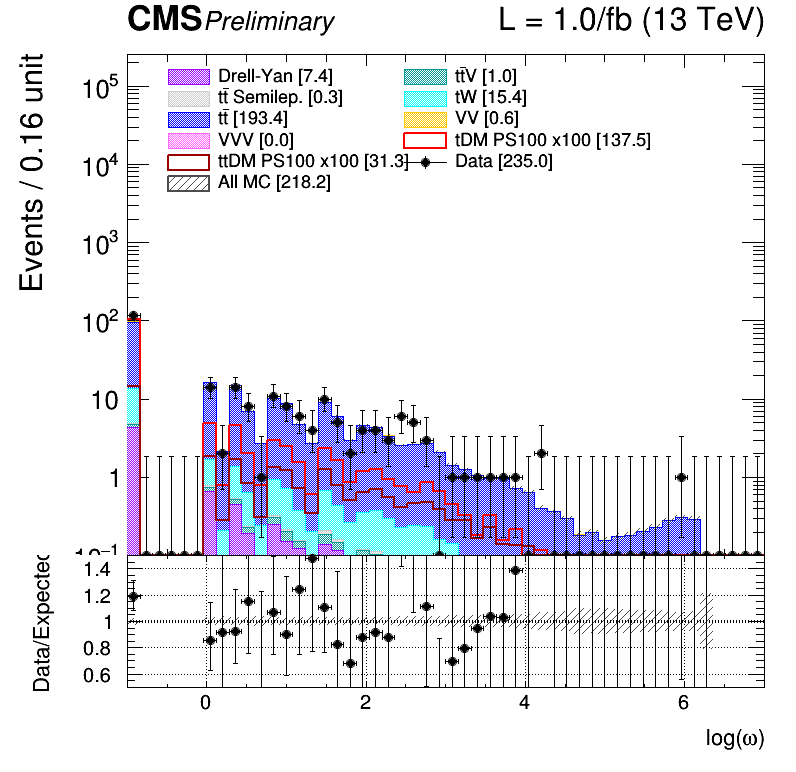 CMS Preliminary L = 1.0/fb (13 TeV)
Events / 0.16 unit
Drell-Yan [7.4]
tt̄V [1.0]
tt̄ Semilep. [0.3]
tW [15.4]
tt̄ [193.4]
VV [0.6]
VVV [0.0]
tDM PS100 x100 [137.5]
ttDM PS100 x100 [31.3]
Data [235.0]
All MC [218.2]
10⁵
10⁴
10³
10²
10
1
10⁻¹
Data/Expected
1.4
1.2
1
0.8
0.6
0 2 4 6
log(ω)